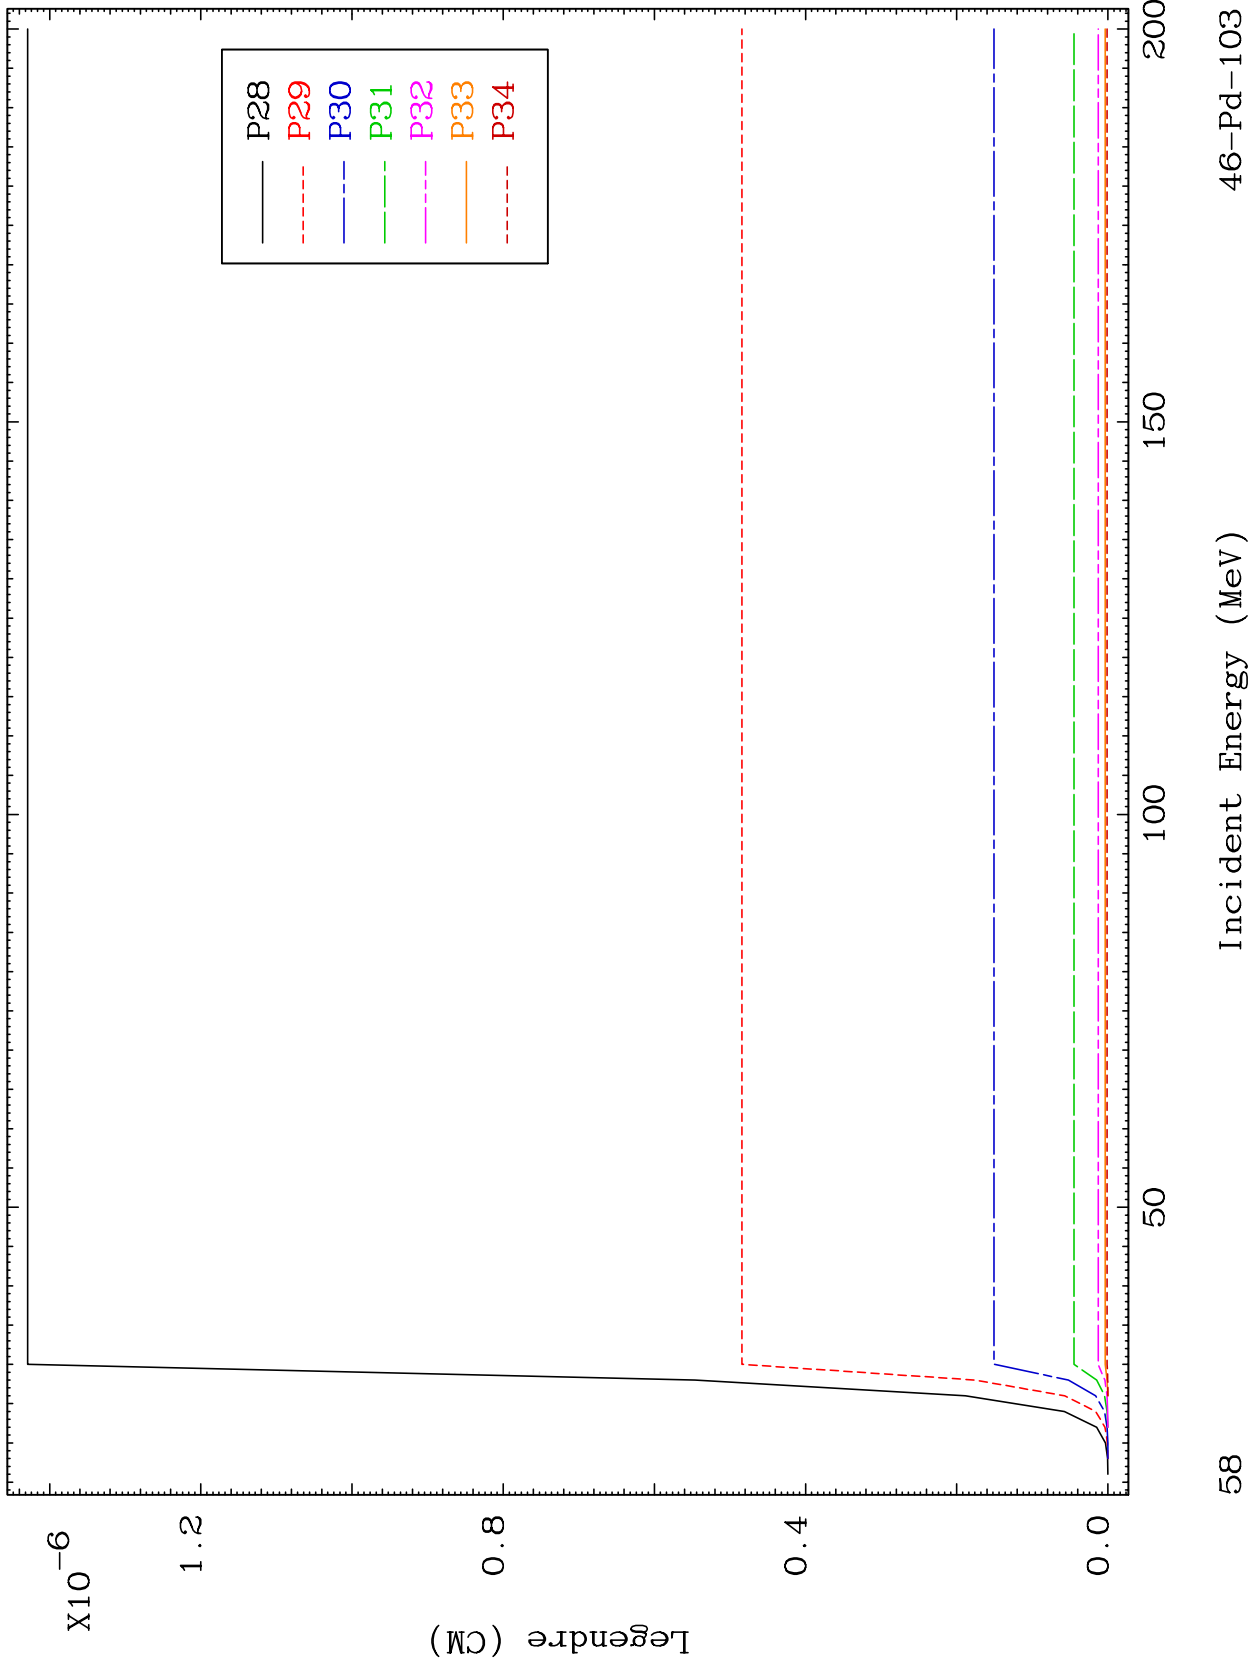 X10-6
1.2
0.8
0.4
0.0
Legendre (CM)
P28
P29
P30
P31
P32
P33
P34
50
100
150
200
Incident Energy (MeV)
58
46-Pd-103